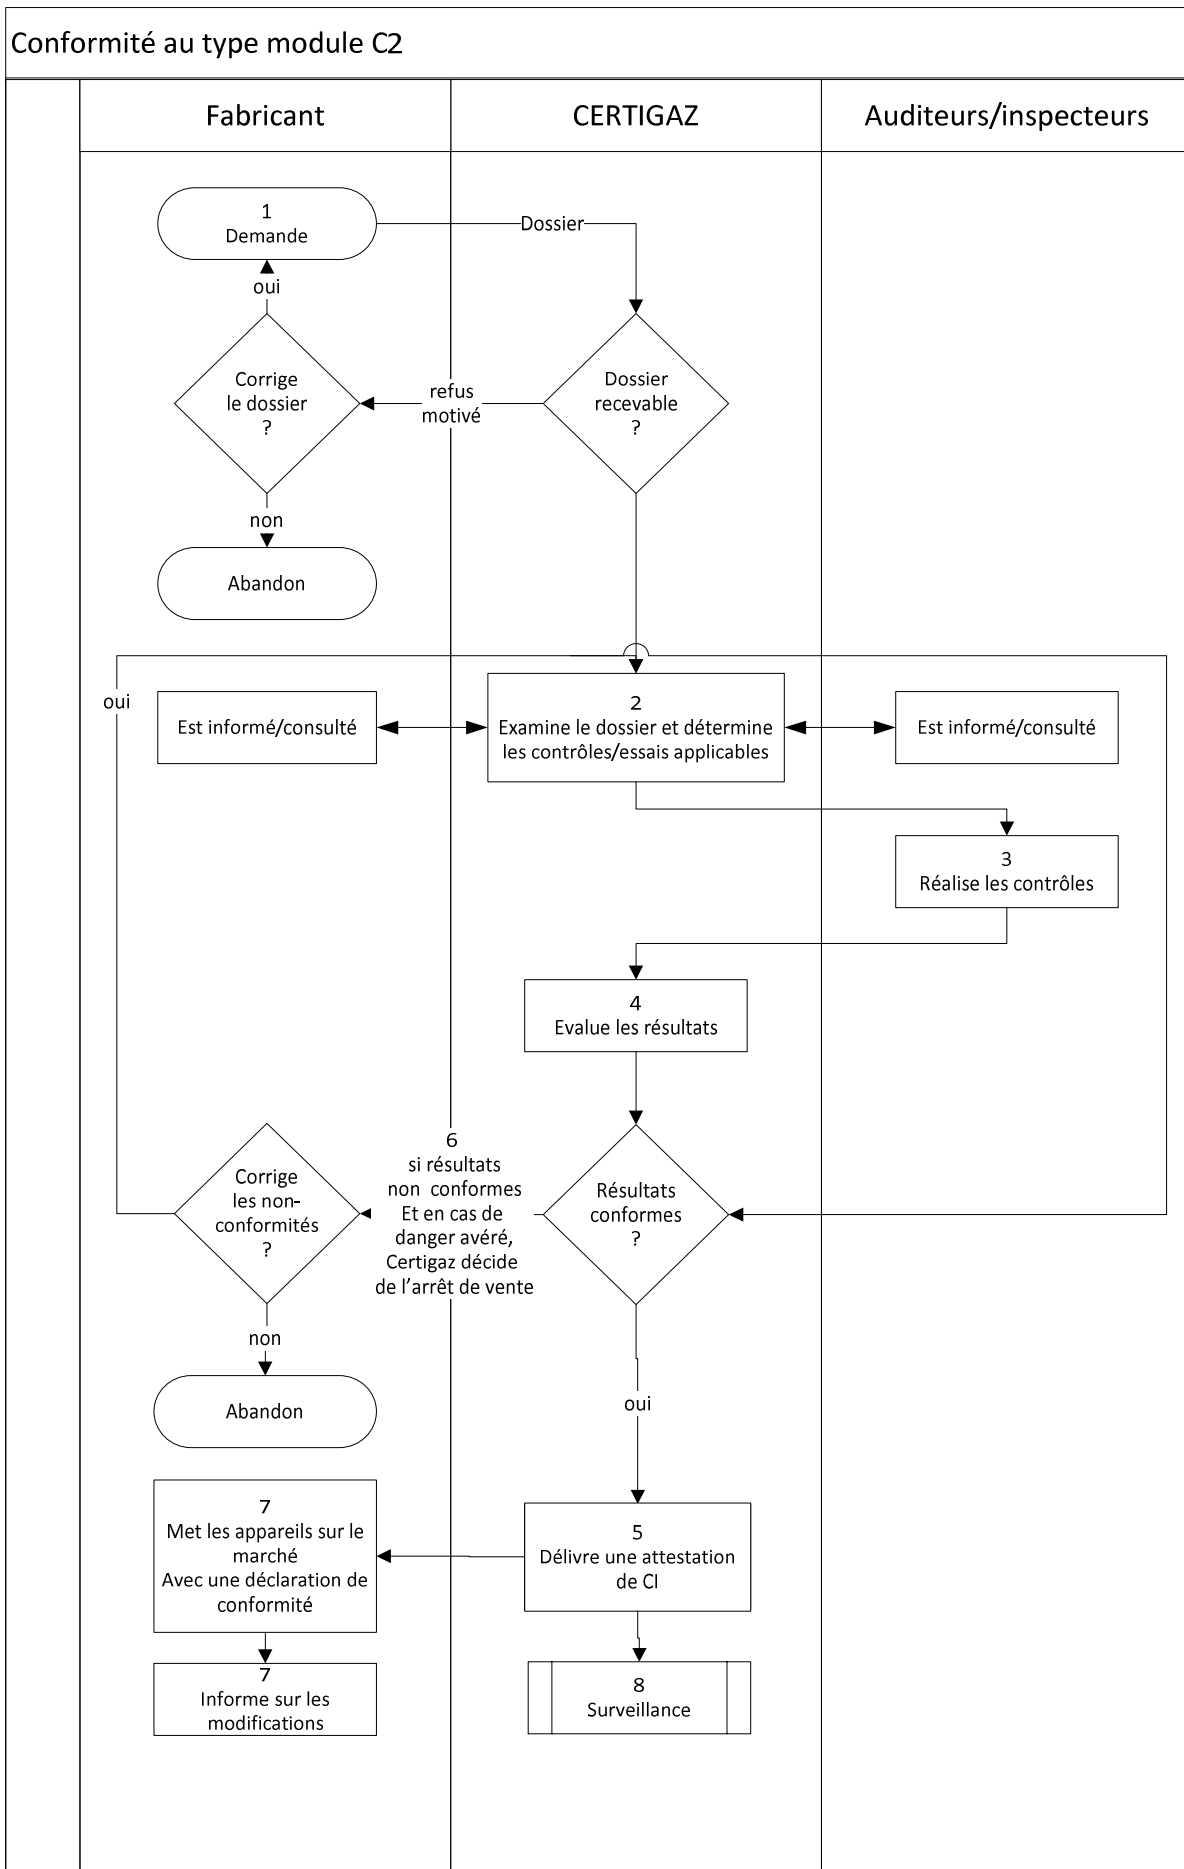 Conformité au type module C2
Fabricant
CERTIGAZ
Auditeurs/inspecteurs
1
Demande
Dossier
oui
Corrige
le dossier
?
refus
motivé
Dossier
recevable
?
non
Abandon
oui
Est informé/consulté
2
Examine le dossier et détermine
les contrôles/essais applicables
Est informé/consulté
3
Réalise les contrôles
4
Evalue les résultats
Corrige
les non-
conformités
?
6
si résultats
non conformes
Et en cas de
danger avéré,
Certigaz décide
de l'arrêt de vente
Résultats
conformes
?
non
Abandon
oui
7
Met les appareils sur le
marché
Avec une déclaration de
conformité
5
Délivre une attestation
de CI
7
Informe sur les
modifications
8
Surveillance